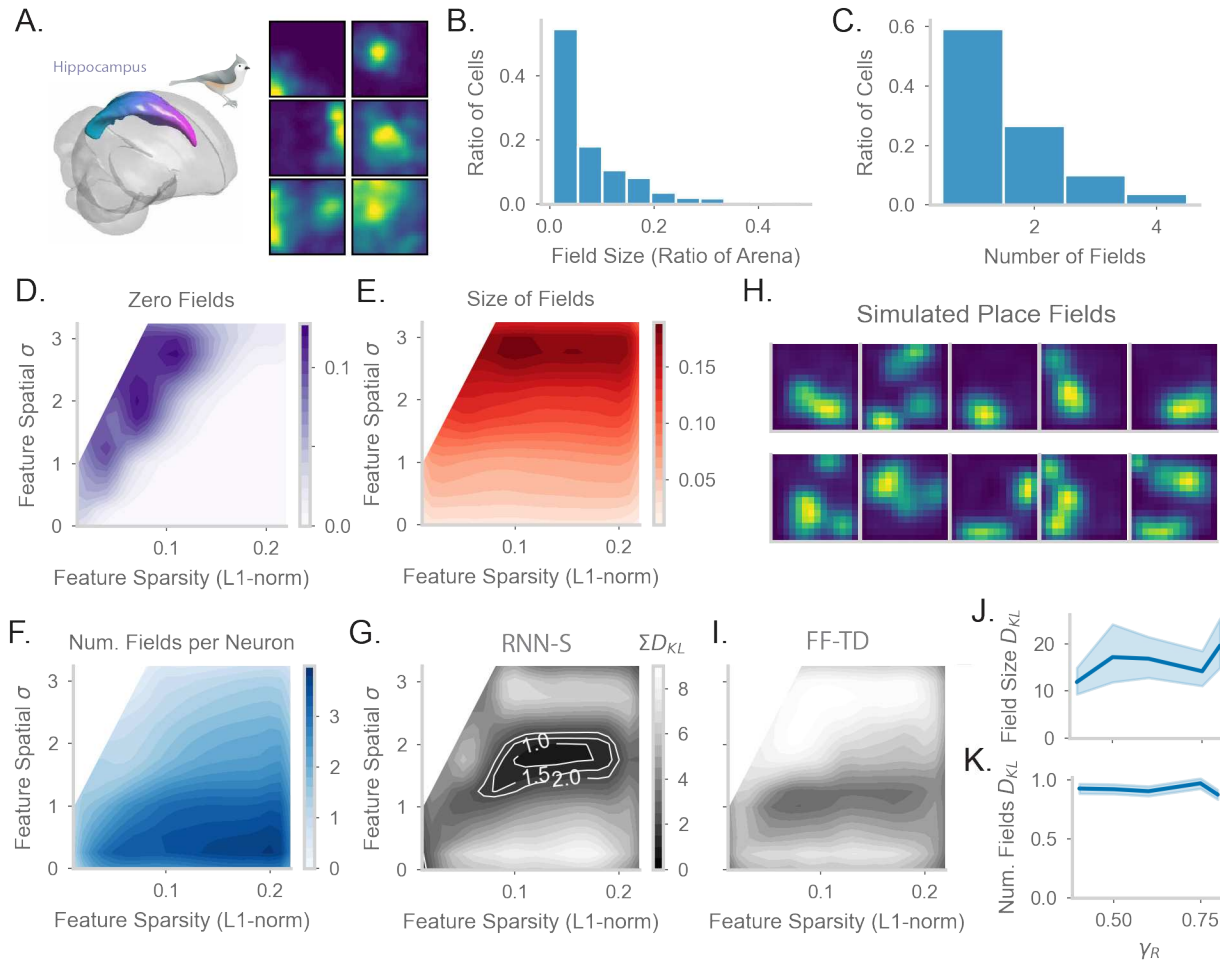 A.
Hippocampus
B.
Ratio of Cells
0.4
0.2
0.0
0.0
0.2
0.4
Field Size (Ratio of Arena)
C.
Ratio of Cells
0.6
0.4
0.2
0.0
2
4
Number of Fields
D.
Zero Fields
Feature Spatial σ
3
2
1
0
0.1
0.2
Feature Sparsity (L1-norm)
0.1
0.0
E.
Size of Fields
Feature Spatial σ
3
2
1
0
0.1
0.2
Feature Sparsity (L1-norm)
0.15
0.10
0.05
H.
Simulated Place Fields
F.
Num. Fields per Neuron
Feature Spatial σ
3
2
1
0
0.1
0.2
Feature Sparsity (L1-norm)
3
2
1
0
G.
RNN-S
ΣD_KL
Feature Spatial σ
3
2
1
0
1.0
1.5
2.0
0.1
0.2
Feature Sparsity (L1-norm)
8
6
4
2
0
I.
FF-TD
3
2
1
0
0.1
0.2
Feature Sparsity (L1-norm)
J.
Field Size D_KL
20
10
0
K.
Num. Fields D_KL
1.0
0.5
0.0
0.50
0.75
γ_R